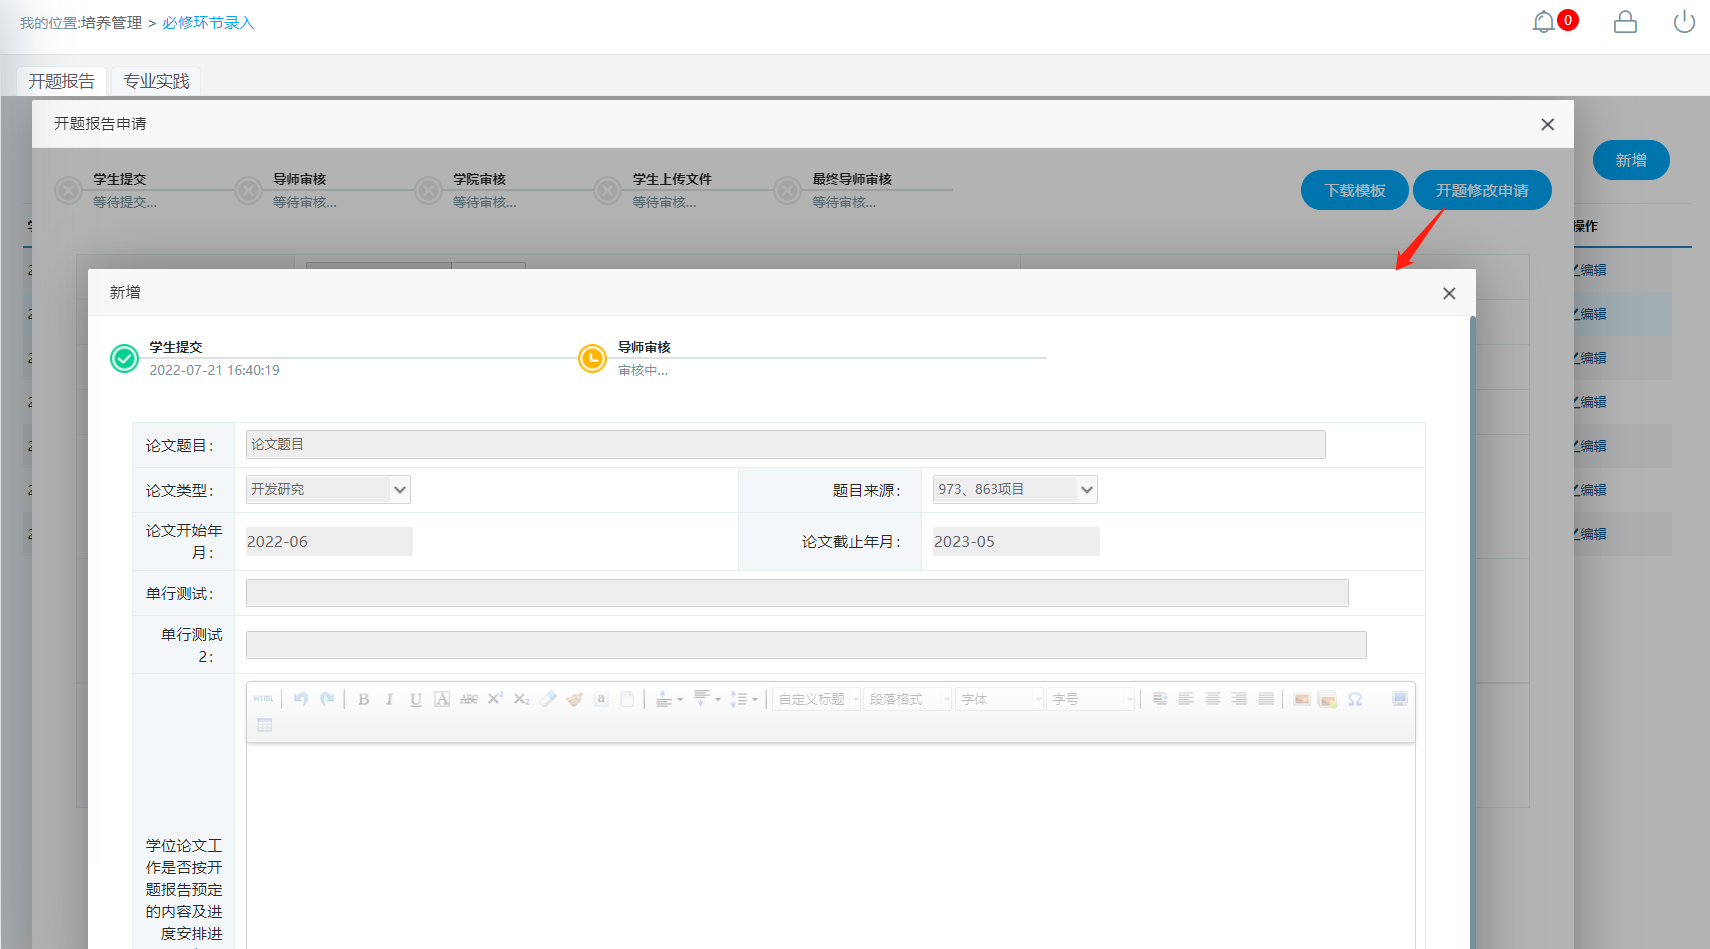 我的位置:培养管理 > 必修环节录入
0
开题报告 专业实践
开题报告申请
新增
学生提交
等待提交...
导师审核
等待审核...
学院审核
等待审核...
学生上传文件
等待审核...
最终导师审核
等待审核...
下载模板
开题修改申请
操作
编辑
编辑
编辑
编辑
编辑
编辑
编辑
新增
学生提交
2022-07-21 16:40:19
导师审核
审核中...
论文题目: 论文题目
论文类型: 开发研究
题目来源: 973、863项目
论文开始年
月: 2022-06
论文截止年月: 2023-05
单行测试:
单行测试
2:
HTML B I U A ABC X² X₂ a 自定义标题 段落格式 字体 字号 Ω
学位论文工
作是否按开
题报告预定
的内容及进
度安排进